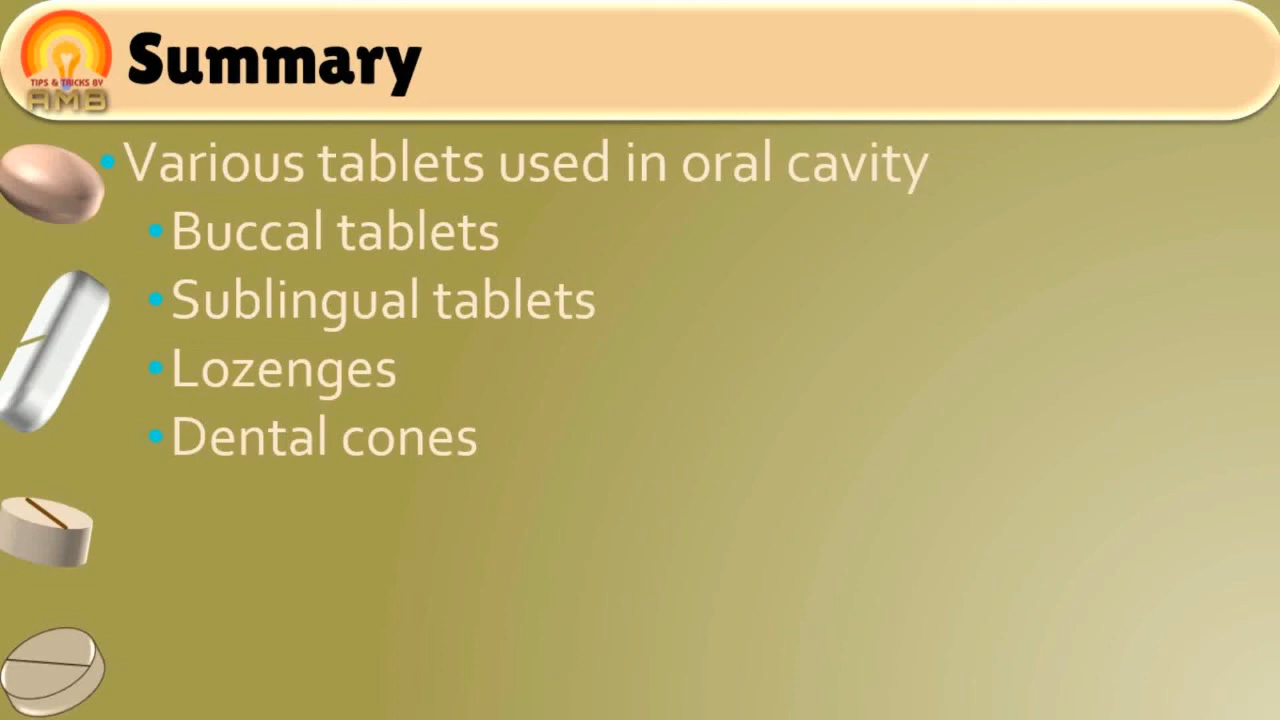 TIPS & TRICKS BY
AMB
Summary
• Various tablets used in oral cavity
• Buccal tablets
• Sublingual tablets
• Lozenges
• Dental cones